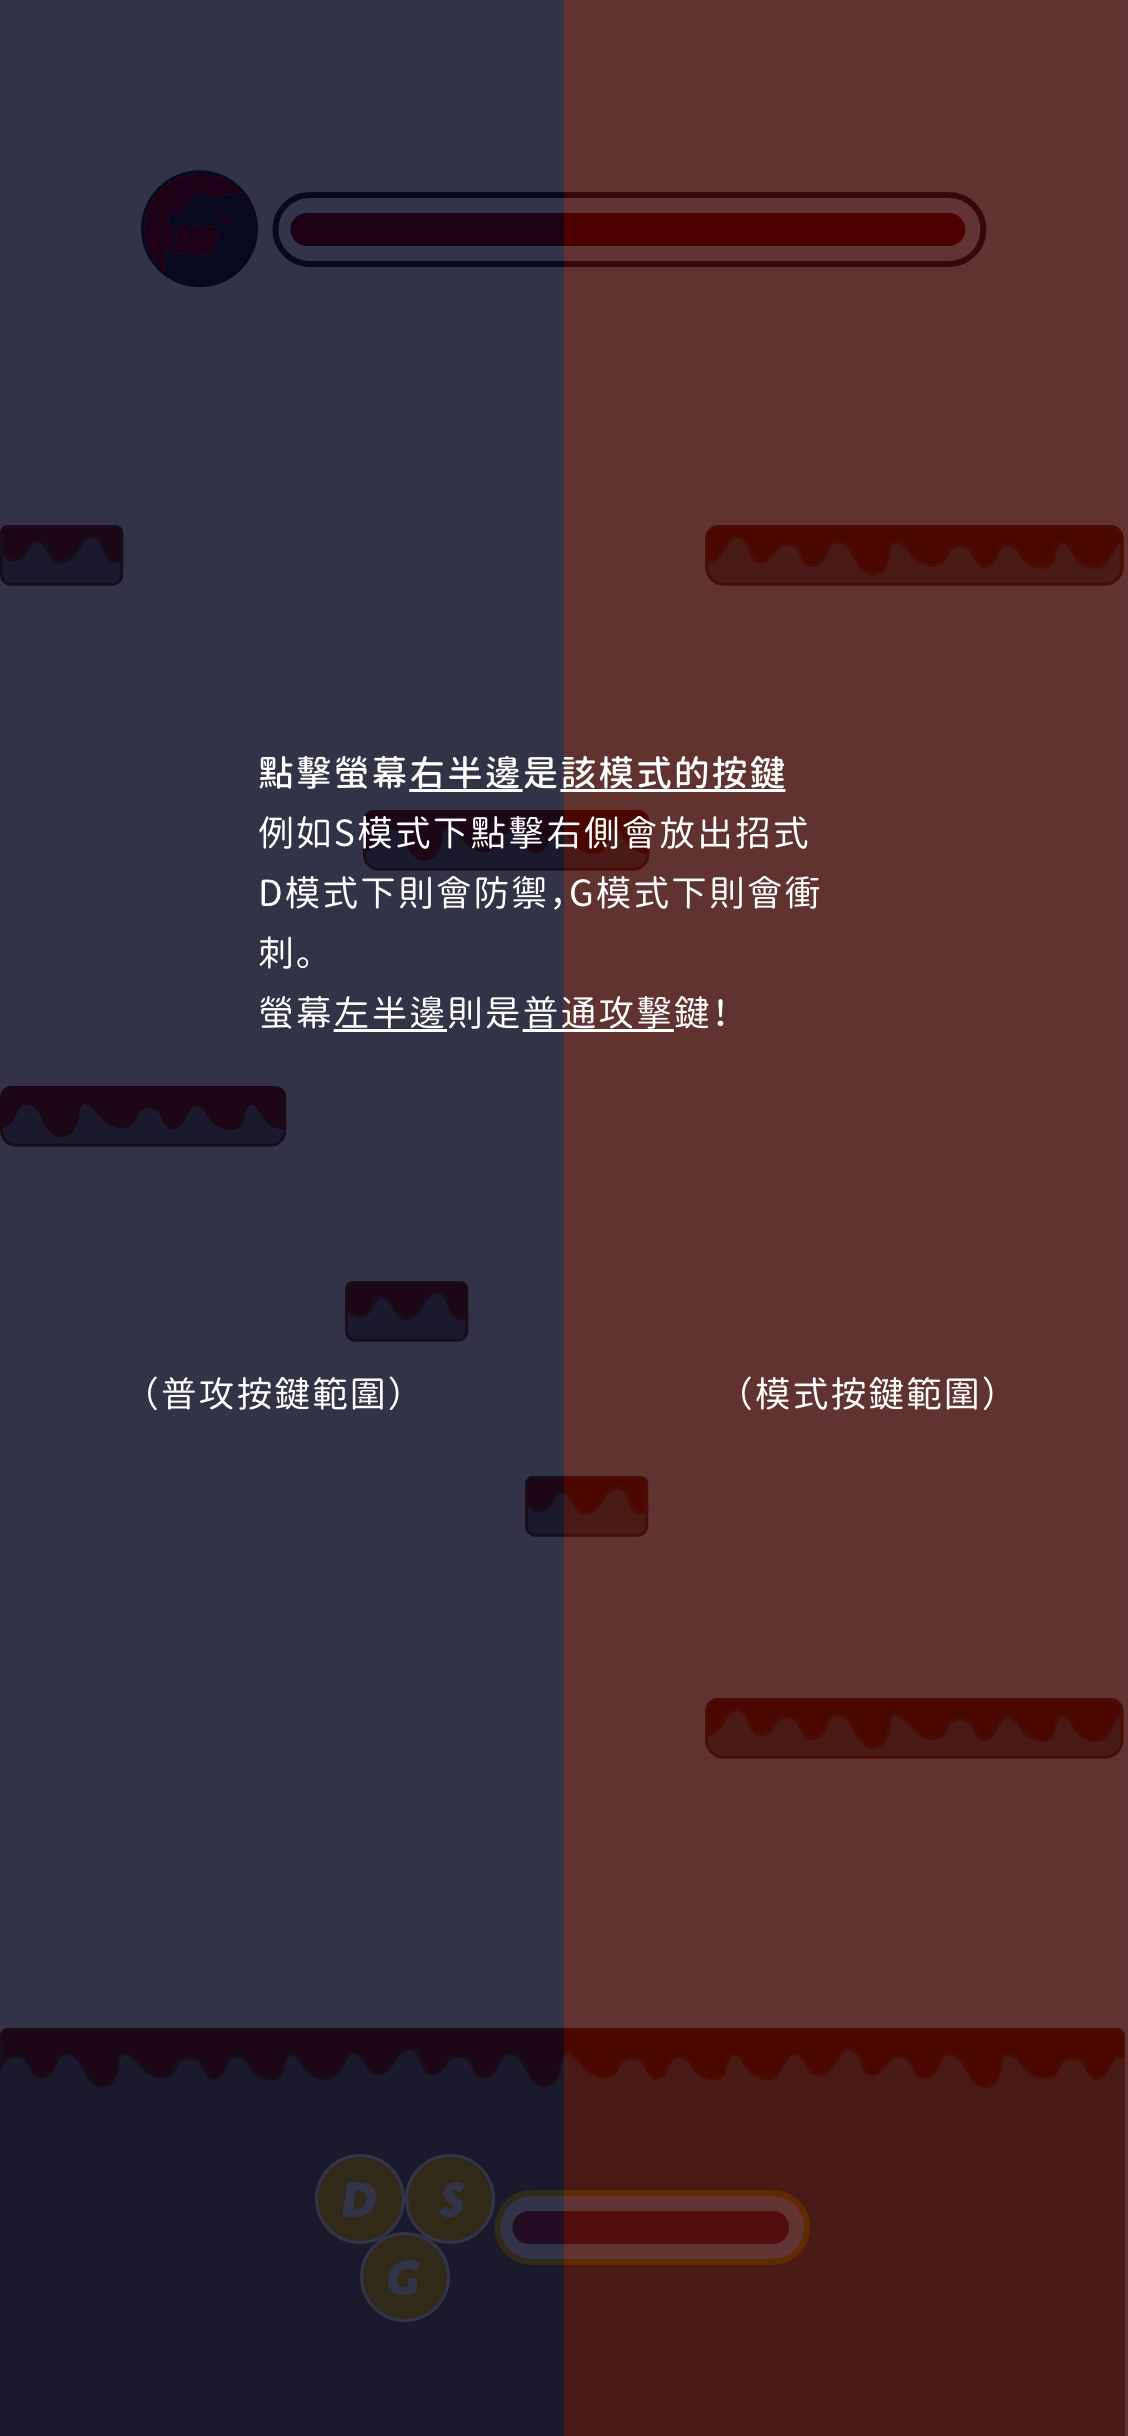 點擊螢幕右半邊是該模式的按鍵
例如S模式下點擊右側會放出招式
D模式下則會防禦，G模式下則會衝
刺。
螢幕左半邊則是普通攻擊鍵！
（普攻按鍵範圍）
（模式按鍵範圍）
D S
G